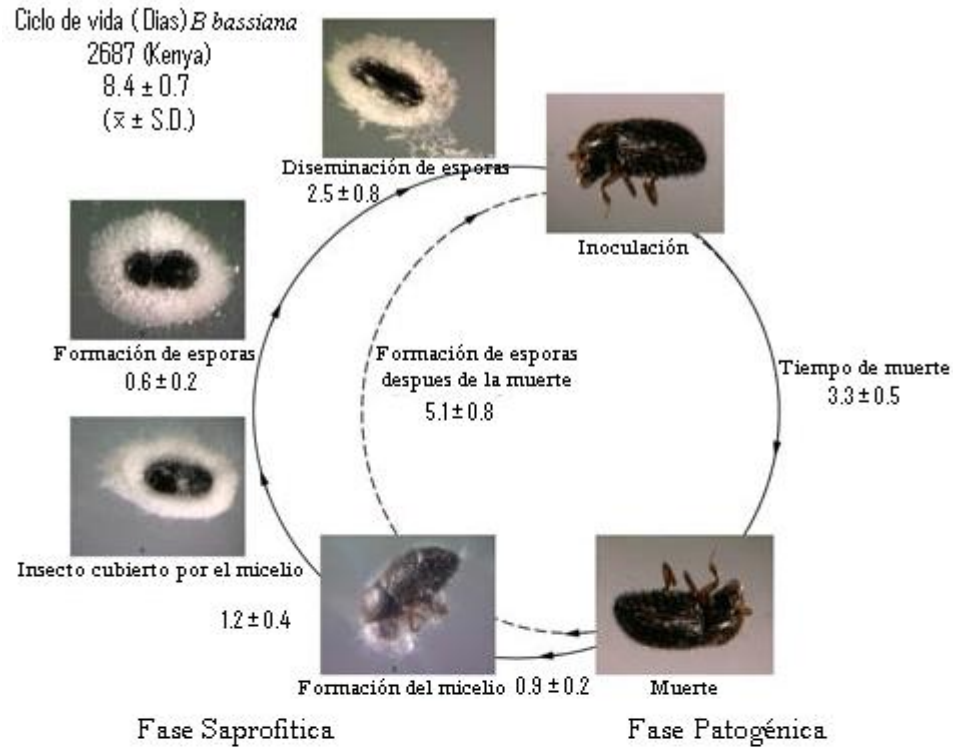 Ciclo de vida (Dias) B bassiana
2687 (Kenya)
8.4 ± 0.7
(x̄ ± S.D.)
Diseminación de esporas
2.5 ± 0.8
Inoculación
Formación de esporas
0.6 ± 0.2
Formación de esporas
despues de la muerte
5.1 ± 0.8
Tiempo de muerte
3.3 ± 0.5
Insecto cubierto por el micelio
1.2 ± 0.4
Formación del micelio 0.9 ± 0.2
Muerte
Fase Saprofitica
Fase Patogénica